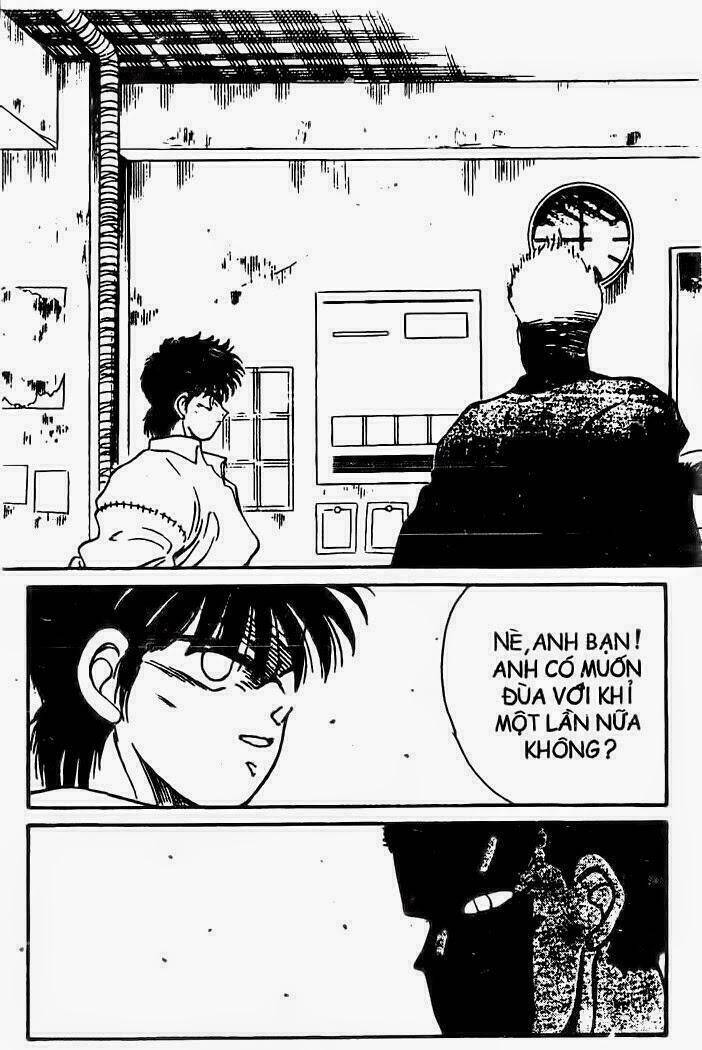 NÈ, ANH BẠN!
ANH CÓ MUỐN
ĐÙA VỚI KHỈ
MỘT LẦN NỮA
KHÔNG?